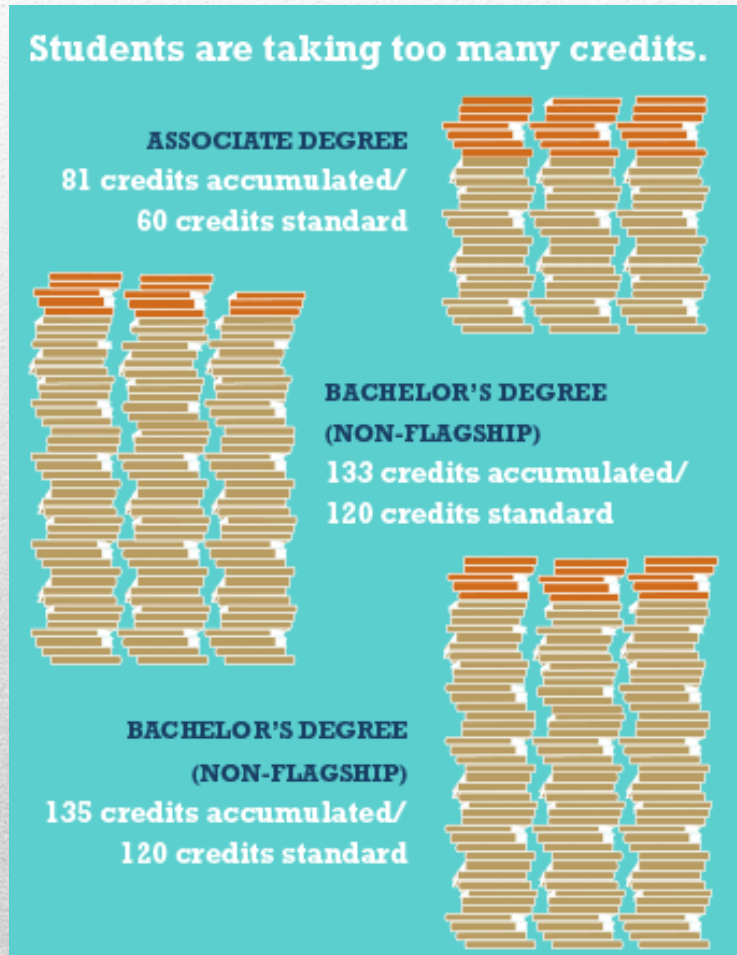 Students are taking too many credits.
ASSOCIATE DEGREE
81 credits accumulated/
60 credits standard
BACHELOR'S DEGREE
(NON-FLAGSHIP)
133 credits accumulated/
120 credits standard
BACHELOR'S DEGREE
(NON-FLAGSHIP)
135 credits accumulated/
120 credits standard